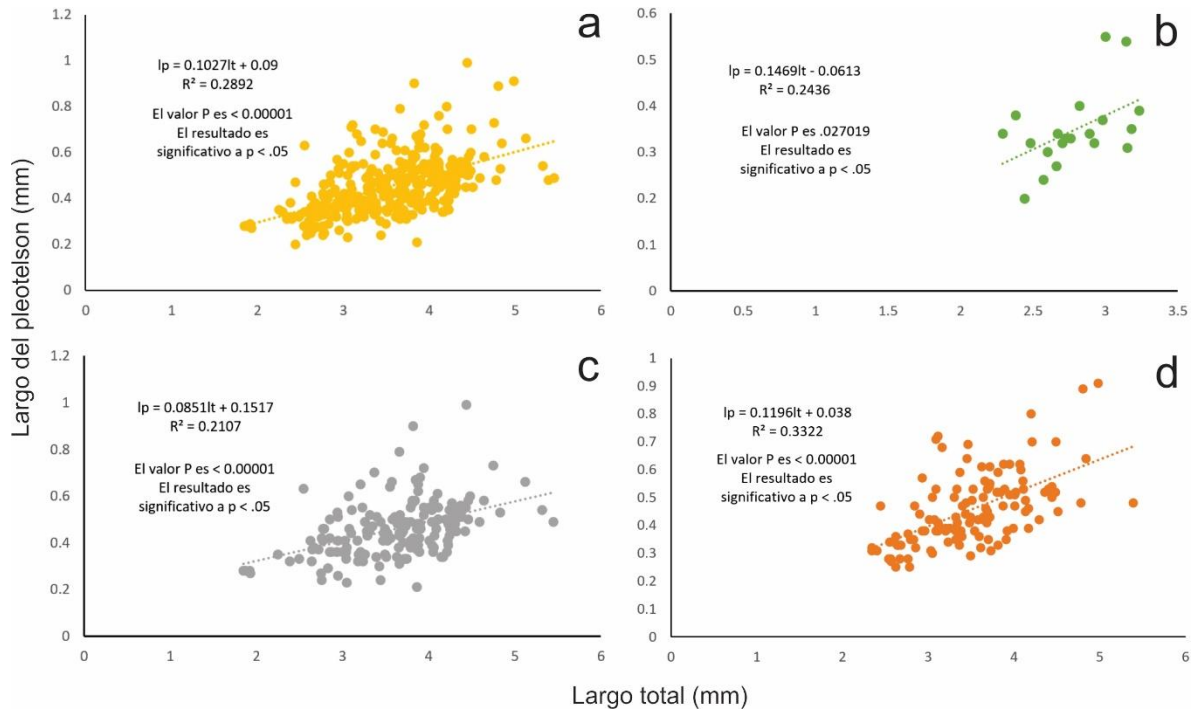 Largo del pleotelson (mm)
a
lp = 0.1027lt + 0.09
R² = 0.2892
El valor P es < 0.00001
El resultado es
significativo a p < .05
1.2
1
0.8
0.6
0.4
0.2
0
0 1 2 3 4 5 6
b
lp = 0.1469lt - 0.0613
R² = 0.2436
El valor P es .027019
El resultado es
significativo a p < .05
0.6
0.5
0.4
0.3
0.2
0.1
0
0 0.5 1 1.5 2 2.5 3 3.5
c
lp = 0.0851lt + 0.1517
R² = 0.2107
El valor P es < 0.00001
El resultado es
significativo a p < .05
1.2
1
0.8
0.6
0.4
0.2
0
0 1 2 3 4 5 6
d
lp = 0.1196lt + 0.038
R² = 0.3322
El valor P es < 0.00001
El resultado es
significativo a p < .05
1
0.9
0.8
0.7
0.6
0.5
0.4
0.3
0.2
0.1
0
0 1 2 3 4 5 6
Largo total (mm)